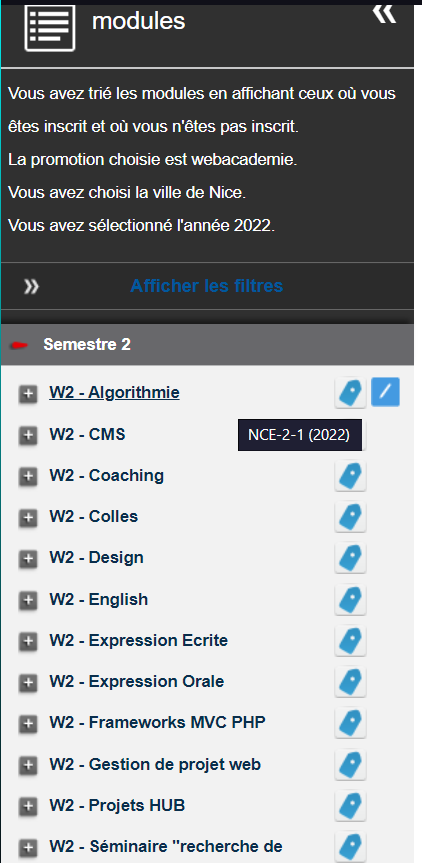 modules
Vous avez trié les modules en affichant ceux où vous
êtes inscrit et où vous n'êtes pas inscrit.
La promotion choisie est webacademie.
Vous avez choisi la ville de Nice.
Vous avez sélectionné l'année 2022.
Afficher les filtres
Semestre 2
W2 - Algorithmie
W2 - CMS
NCE-2-1 (2022)
W2 - Coaching
W2 - Colles
W2 - Design
W2 - English
W2 - Expression Ecrite
W2 - Expression Orale
W2 - Frameworks MVC PHP
W2 - Gestion de projet web
W2 - Projets HUB
W2 - Séminaire "recherche de